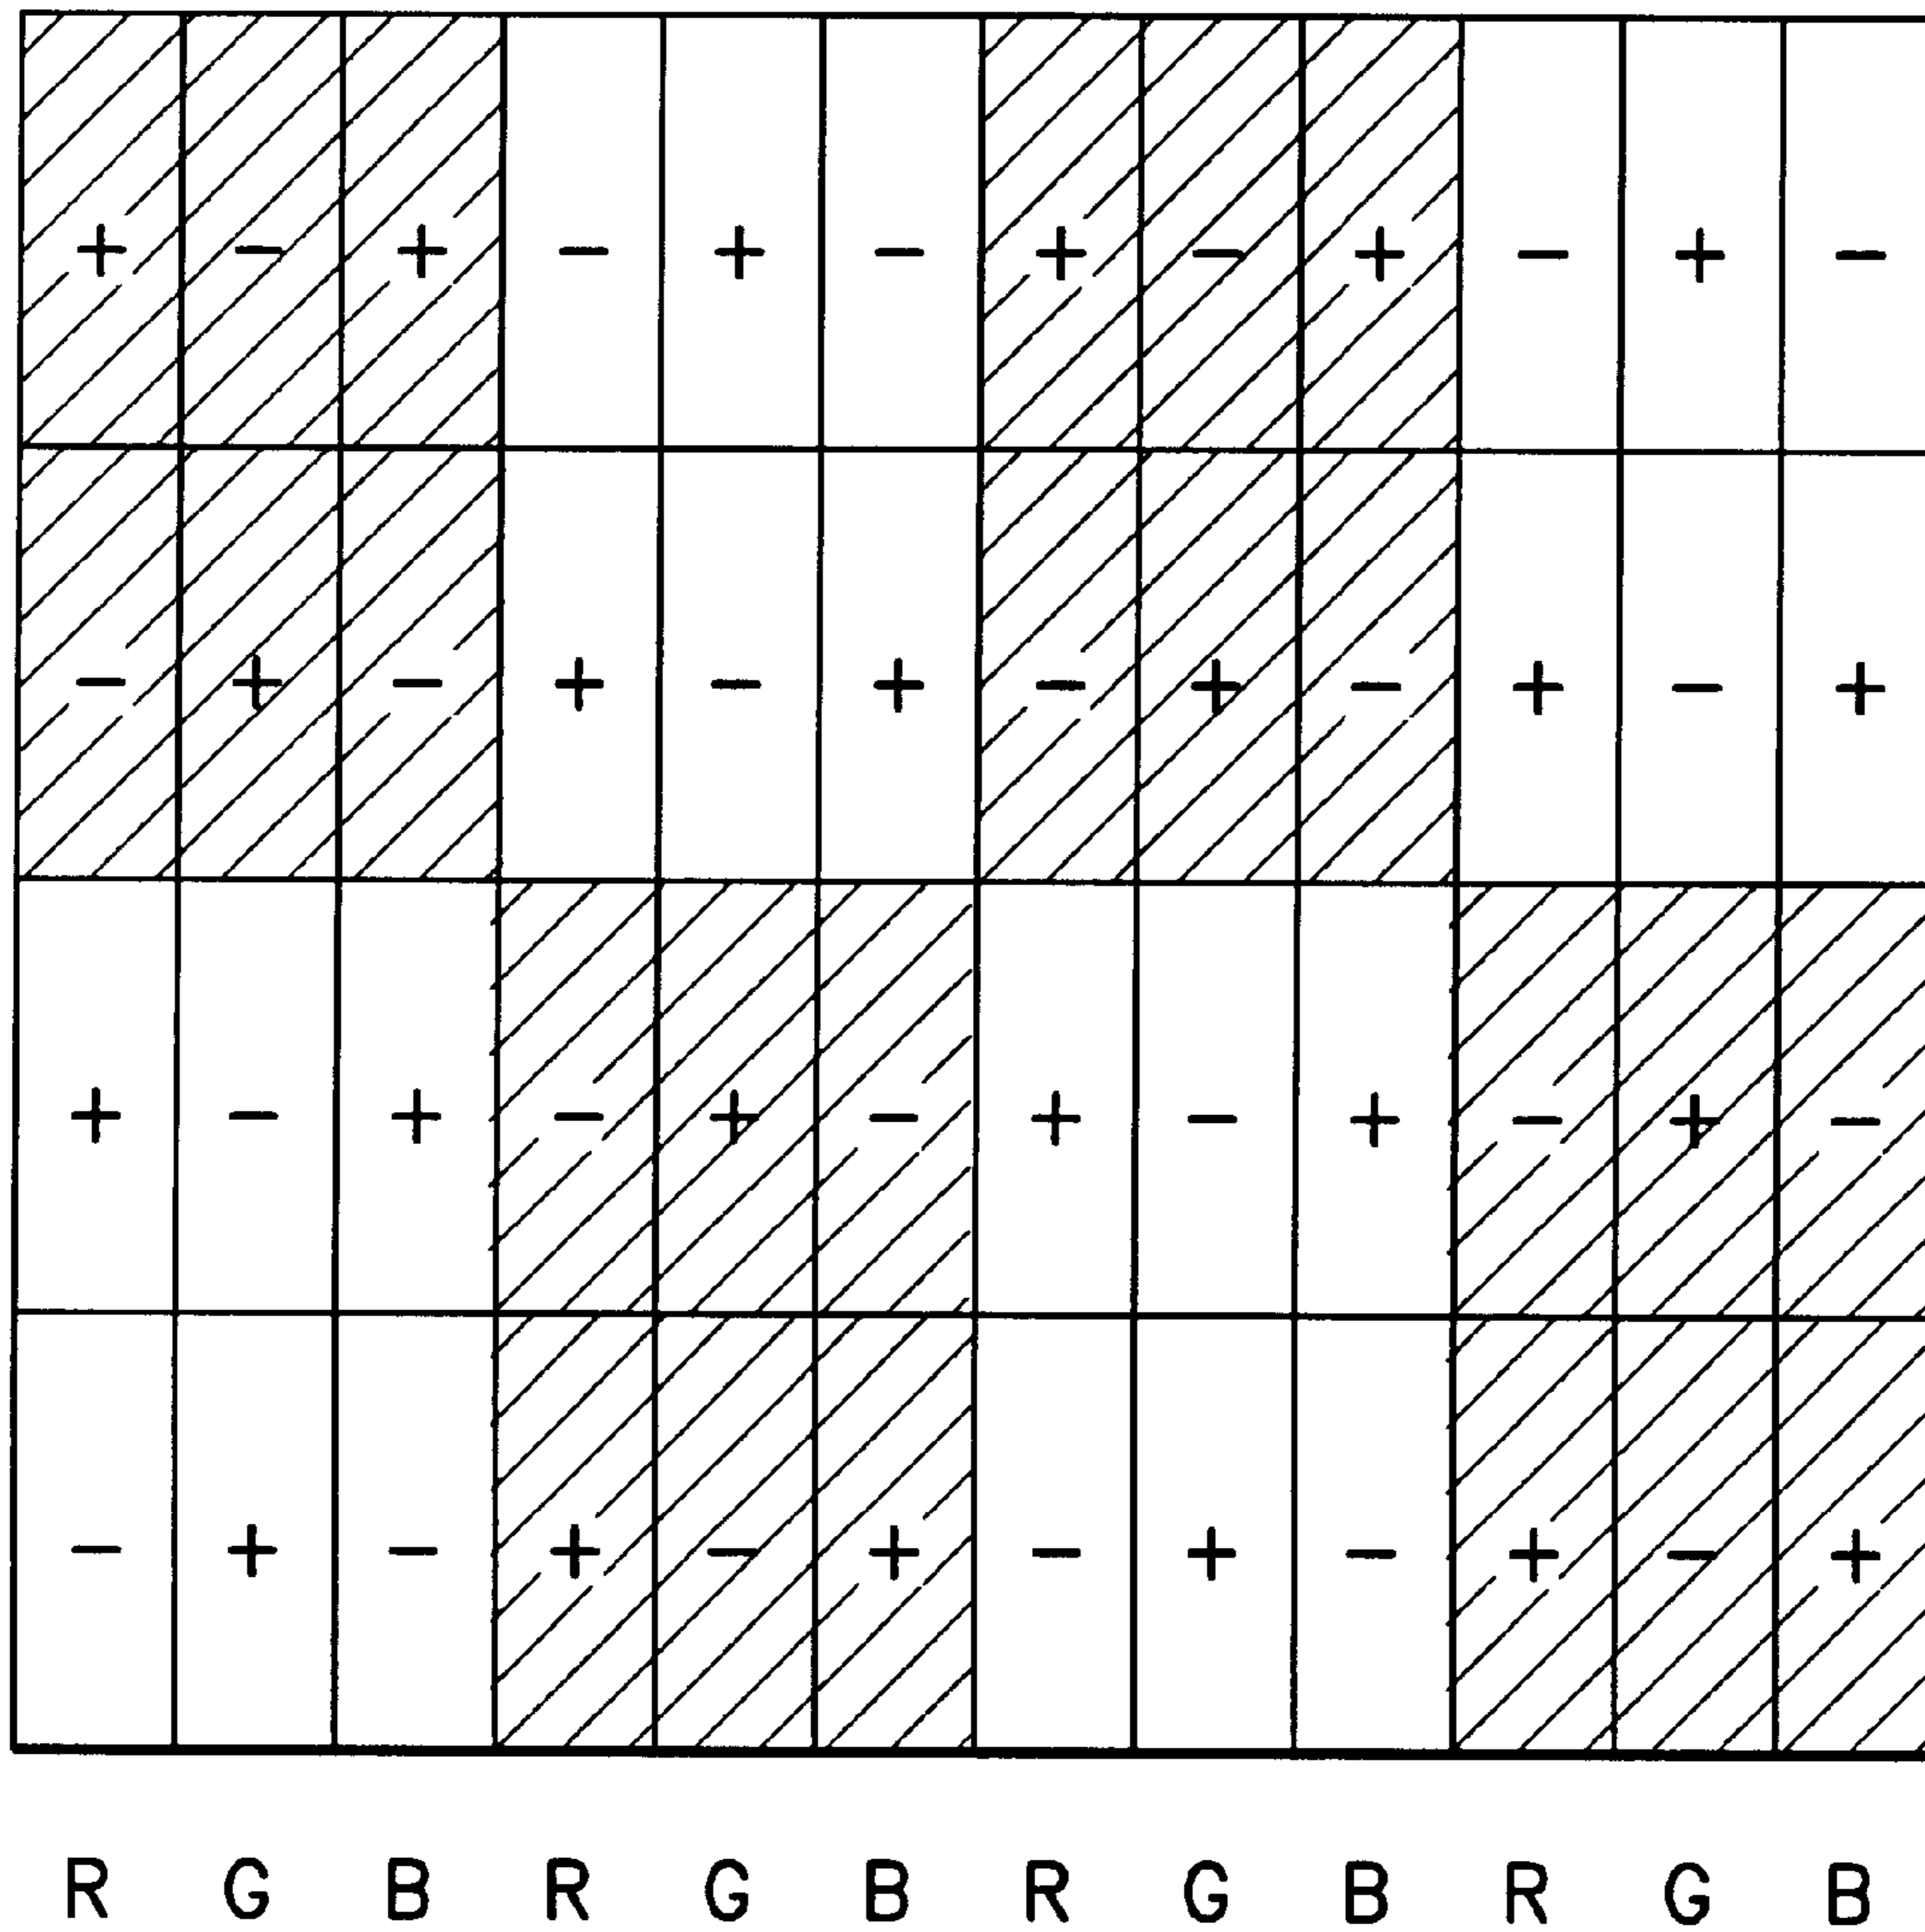 + − + − + − + − + − + −
− + − + − + − + − + − +
+ − + − + − + − + − + −
− + − + − + − + − + − +
R G B R G B R G B R G B